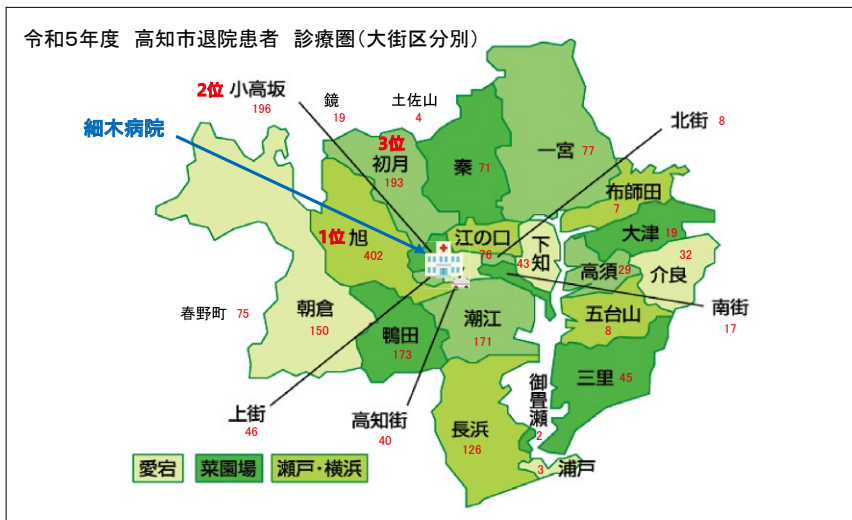 令和5年度 高知市退院患者 診療圏(大街区分別)
2位 小高坂
196
鏡
19
土佐山
4
北街 8
細木病院
3位
初月
193
秦 71
一宮 77
布師田
7
1位 旭
402
江の口
76
下知
43
大津 19
32
介良
高須 29
南街
17
春野町 75
朝倉
150
鴨田
173
潮江
171
五台山
8
三里 45
御畳瀬
2
上街
46
高知街
40
長浜
126
3 浦戸
愛宕
菜園場
瀬戸・横浜